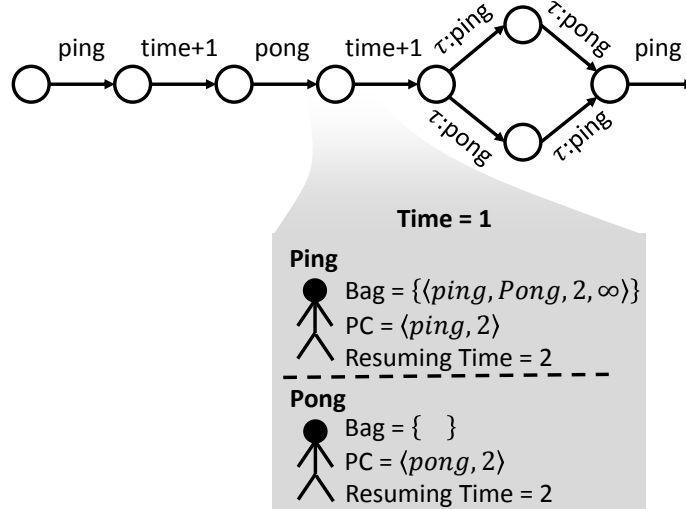 ping time+1 pong time+1 τ:ping τ:pong ping
τ:pong τ:ping
Time = 1
Ping
Bag = {⟨ping, Pong, 2, ∞⟩}
PC = ⟨ping, 2⟩
Resuming Time = 2
Pong
Bag = { }
PC = ⟨pong, 2⟩
Resuming Time = 2